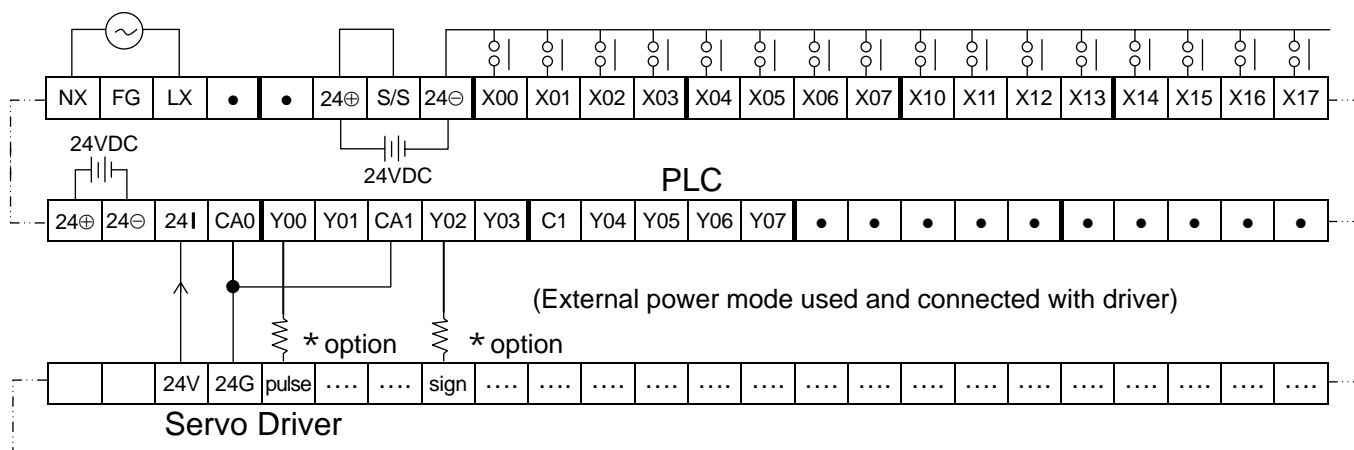 NX FG LX • • 24⊕ S/S 24⊖ X00 X01 X02 X03 X04 X05 X06 X07 X10 X11 X12 X13 X14 X15 X16 X17
24VDC
24VDC
PLC
24⊕ 24⊖ 24I CA0 Y00 Y01 CA1 Y02 Y03 C1 Y04 Y05 Y06 Y07 • • • • • • • • • •
(External power mode used and connected with driver)
* option * option
24V 24G pulse .... .... sign .... .... .... .... .... .... .... .... .... .... .... .... .... .... .... ....
Servo Driver